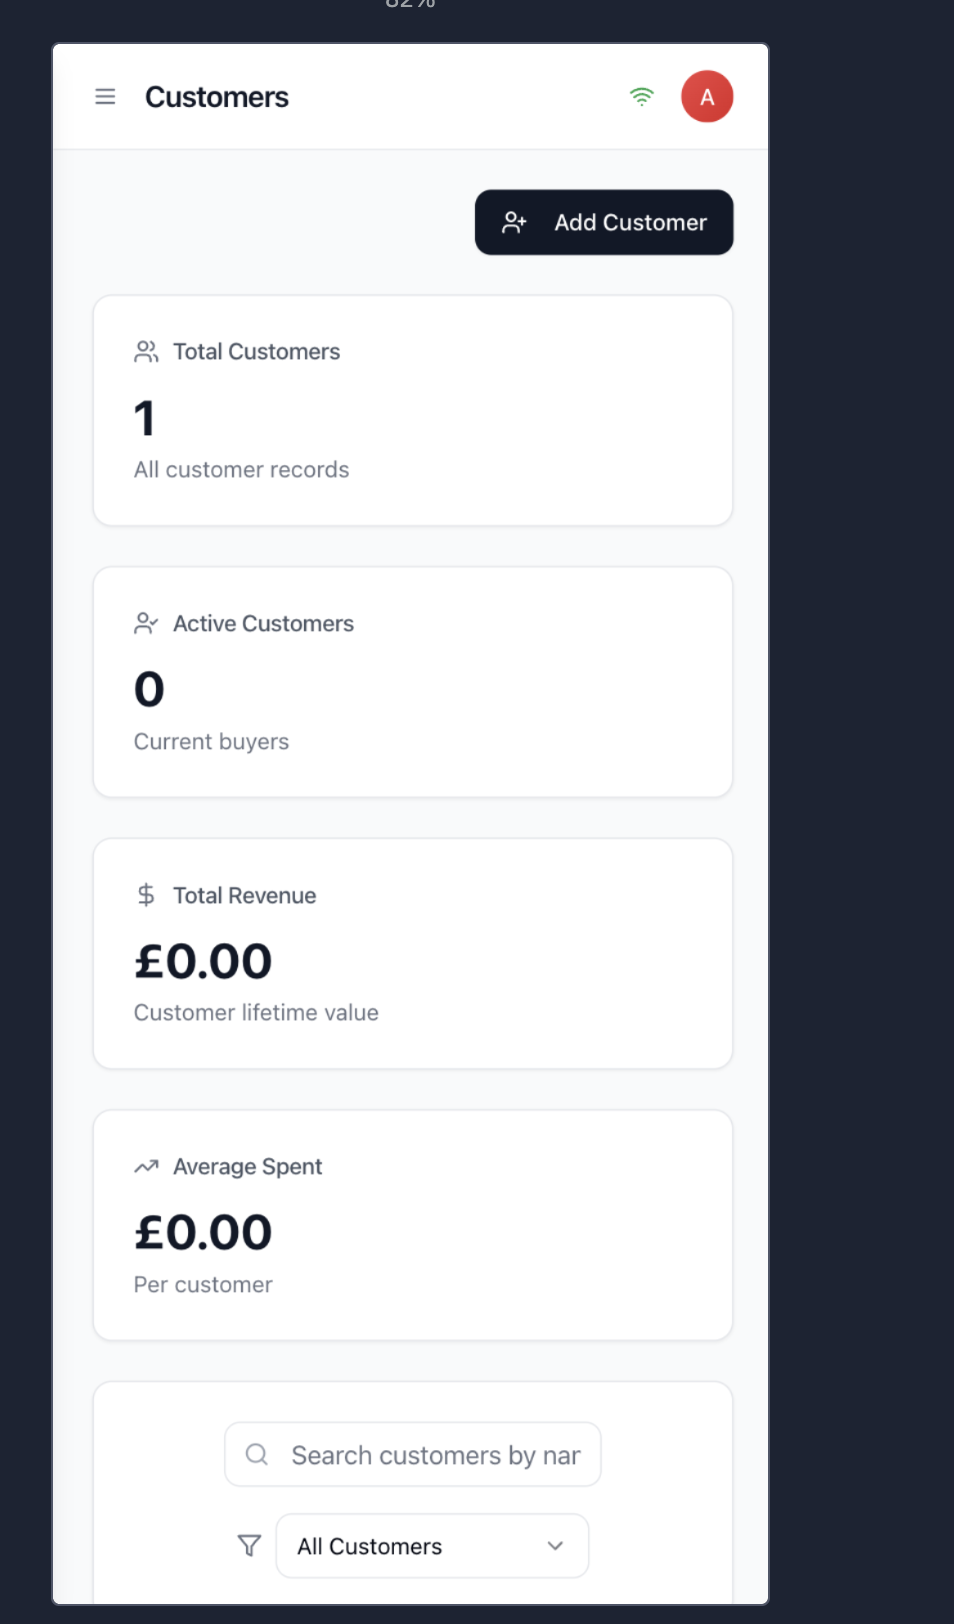 82%
Customers
A
Add Customer
Total Customers
1
All customer records
Active Customers
0
Current buyers
Total Revenue
£0.00
Customer lifetime value
Average Spent
£0.00
Per customer
Search customers by nar
All Customers